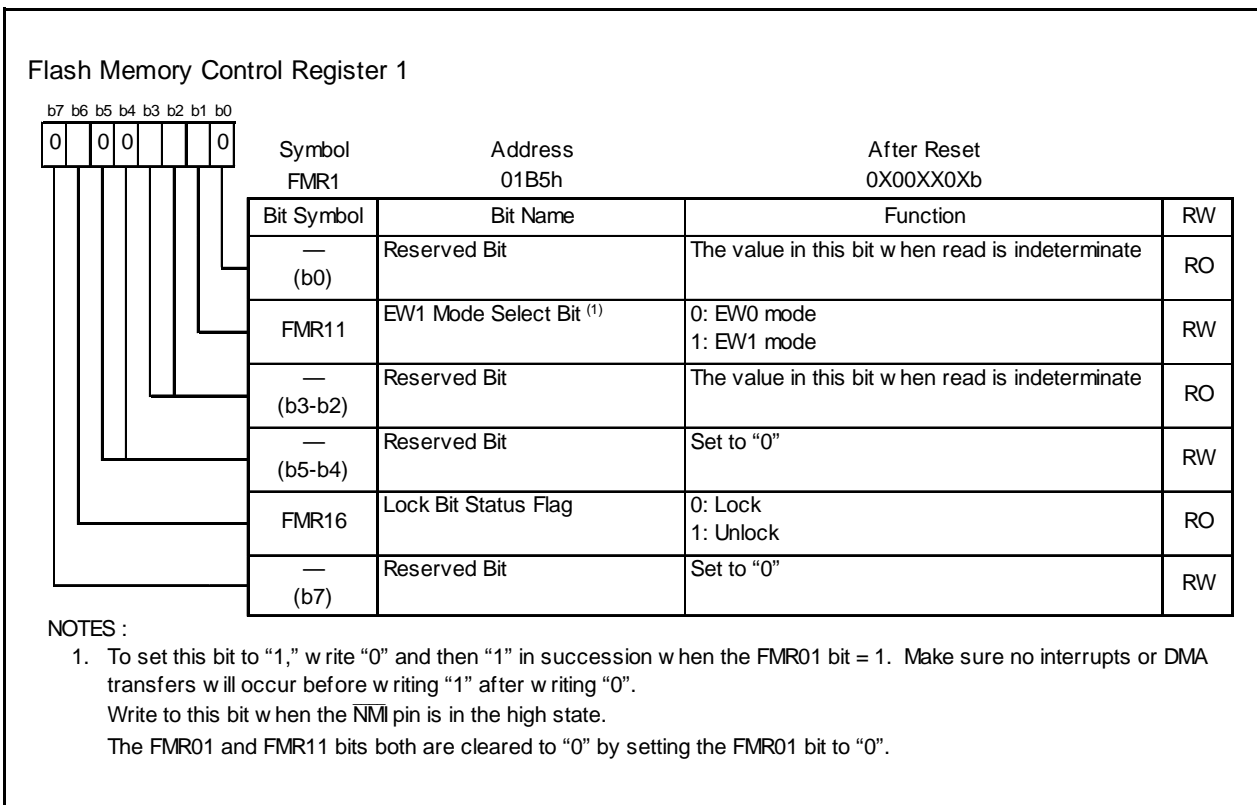 Flash Memory Control Register 1
b7 b6 b5 b4 b3 b2 b1 b0
0 0 0 0
Symbol Address After Reset
FMR1 01B5h 0X00XX0Xb
Bit Symbol Bit Name Function RW
— (b0) Reserved Bit The value in this bit when read is indeterminate RO
FMR11 EW1 Mode Select Bit (1) 0: EW0 mode
1: EW1 mode RW
— (b3-b2) Reserved Bit The value in this bit when read is indeterminate RO
— (b5-b4) Reserved Bit Set to “0” RW
FMR16 Lock Bit Status Flag 0: Lock
1: Unlock RO
— (b7) Reserved Bit Set to “0” RW
NOTES :
1. To set this bit to “1,” write “0” and then “1” in succession when the FMR01 bit = 1. Make sure no interrupts or DMA
transfers will occur before writing “1” after writing “0”.
Write to this bit when the NMI pin is in the high state.
The FMR01 and FMR11 bits both are cleared to “0” by setting the FMR01 bit to “0”.